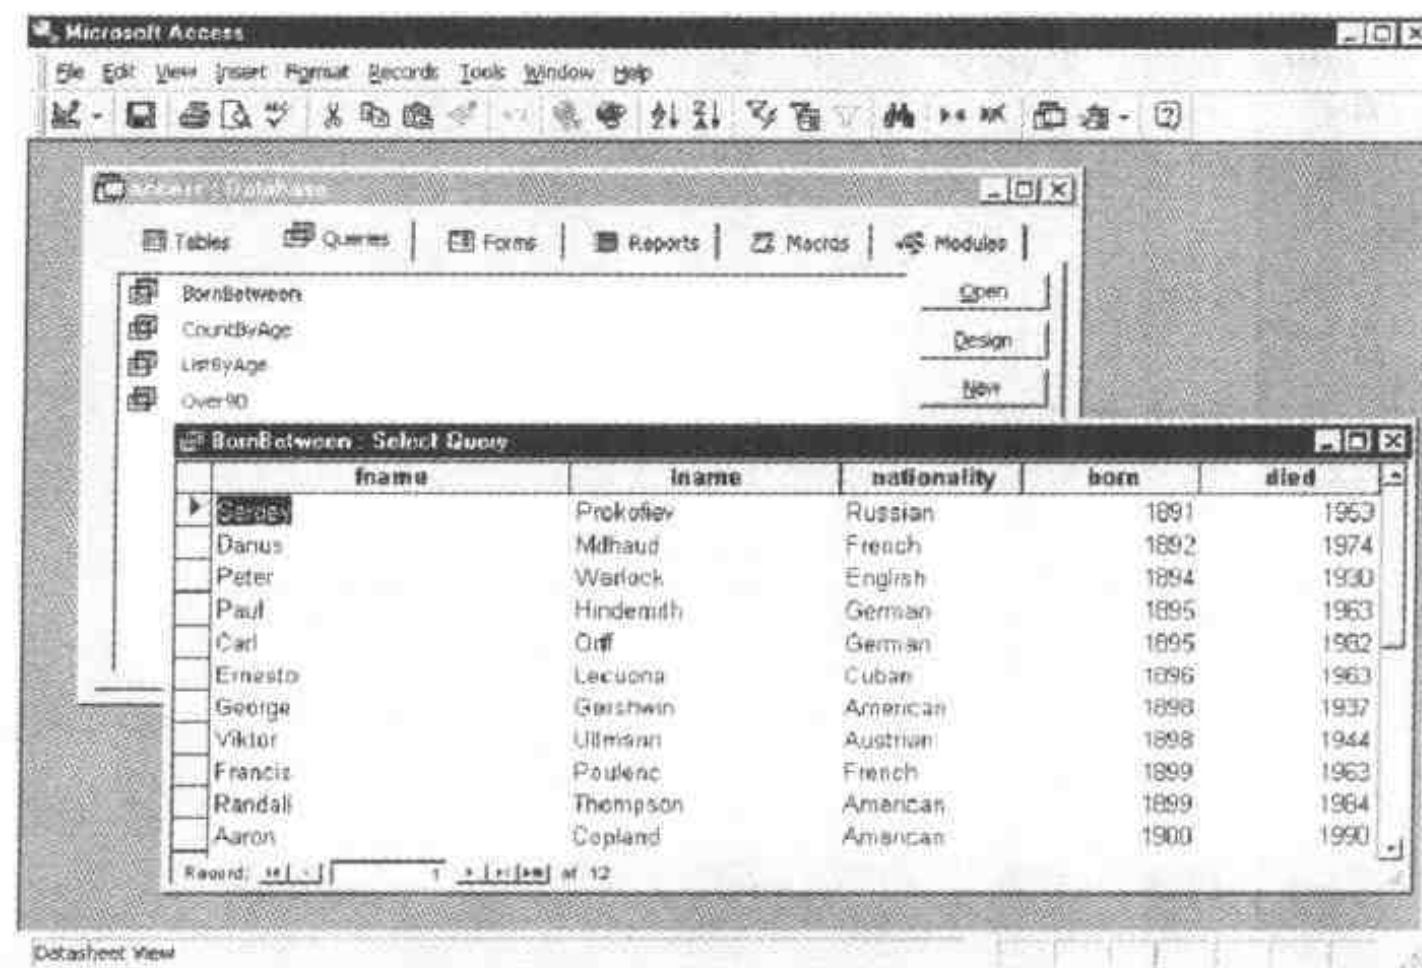 Microsoft Access
File Edit View Insert Format Records Tools Window Help
access : Database
Tables Queries Forms Reports Macros Modules
BornBetween Open
CountByAge Design
ListByAge
Over90 New
BornBetween : Select Query
fname lname nationality born died
Sergey Prokofiev Russian 1891 1953
Darius Milhaud French 1892 1974
Peter Warlock English 1894 1930
Paul Hindemith German 1895 1963
Carl Orff German 1895 1982
Ernesto Lecuona Cuban 1896 1963
George Gershwin American 1898 1937
Viktor Ullmann Austrian 1898 1944
Francis Poulenc French 1899 1963
Randall Thompson American 1899 1984
Aaron Copland American 1900 1990
Record: 1 of 12
Datasheet View